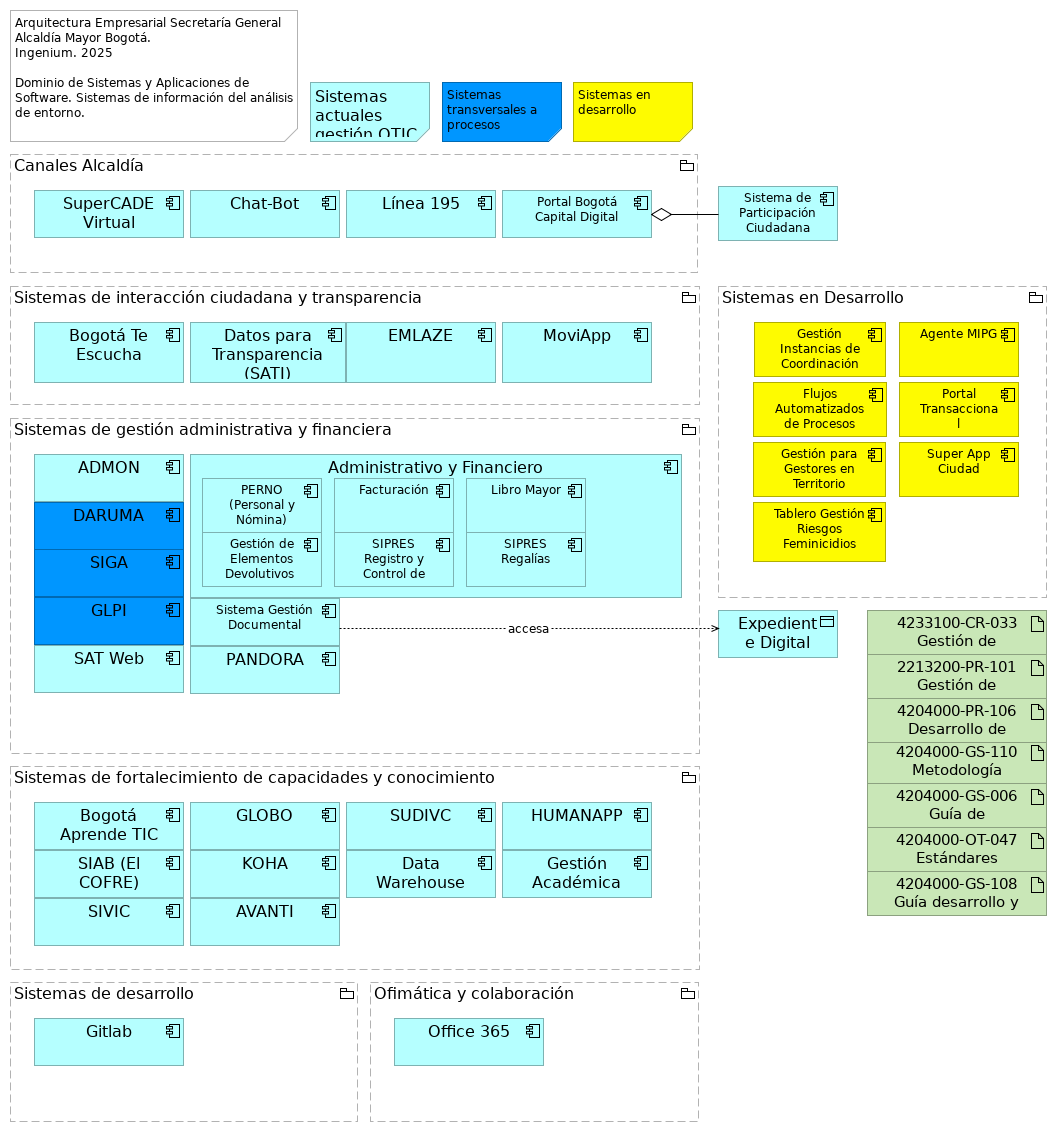 Arquitectura Empresarial Secretaría General
Alcaldía Mayor Bogotá.
Ingenium. 2025
Dominio de Sistemas y Aplicaciones de
Software. Sistemas de información del análisis
de entorno.
Sistemas
actuales
gestión OTIC
Sistemas
transversales a
procesos
Sistemas en
desarrollo
Canales Alcaldía
SuperCADE
Virtual
Chat-Bot
Línea 195
Portal Bogotá
Capital Digital
Sistema de
Participación
Ciudadana
Sistemas de interacción ciudadana y transparencia
Bogotá Te
Escucha
Datos para
Transparencia
(SATI)
EMLAZE
MoviApp
Sistemas en Desarrollo
Gestión
Instancias de
Coordinación
Agente MIPG
Flujos
Automatizados
de Procesos
Portal
Transacciona
l
Gestión para
Gestores en
Territorio
Super App
Ciudad
Tablero Gestión
Riesgos
Feminicidios
Sistemas de gestión administrativa y financiera
ADMON
DARUMA
SIGA
GLPI
SAT Web
Administrativo y Financiero
PERNO
(Personal y
Nómina)
Facturación
Libro Mayor
Gestión de
Elementos
Devolutivos
SIPRES
Registro y
Control de
SIPRES
Regalías
Sistema Gestión
Documental
PANDORA
accesa
Expedient
e Digital
4233100-CR-033
Gestión de
2213200-PR-101
Gestión de
4204000-PR-106
Desarrollo de
4204000-GS-110
Metodología
4204000-GS-006
Guía de
4204000-OT-047
Estándares
4204000-GS-108
Guía desarrollo y
Sistemas de fortalecimiento de capacidades y conocimiento
Bogotá
Aprende TIC
GLOBO
SUDIVC
HUMANAPP
SIAB (El
COFRE)
KOHA
Data
Warehouse
Gestión
Académica
SIVIC
AVANTI
Sistemas de desarrollo
Gitlab
Ofimática y colaboración
Office 365